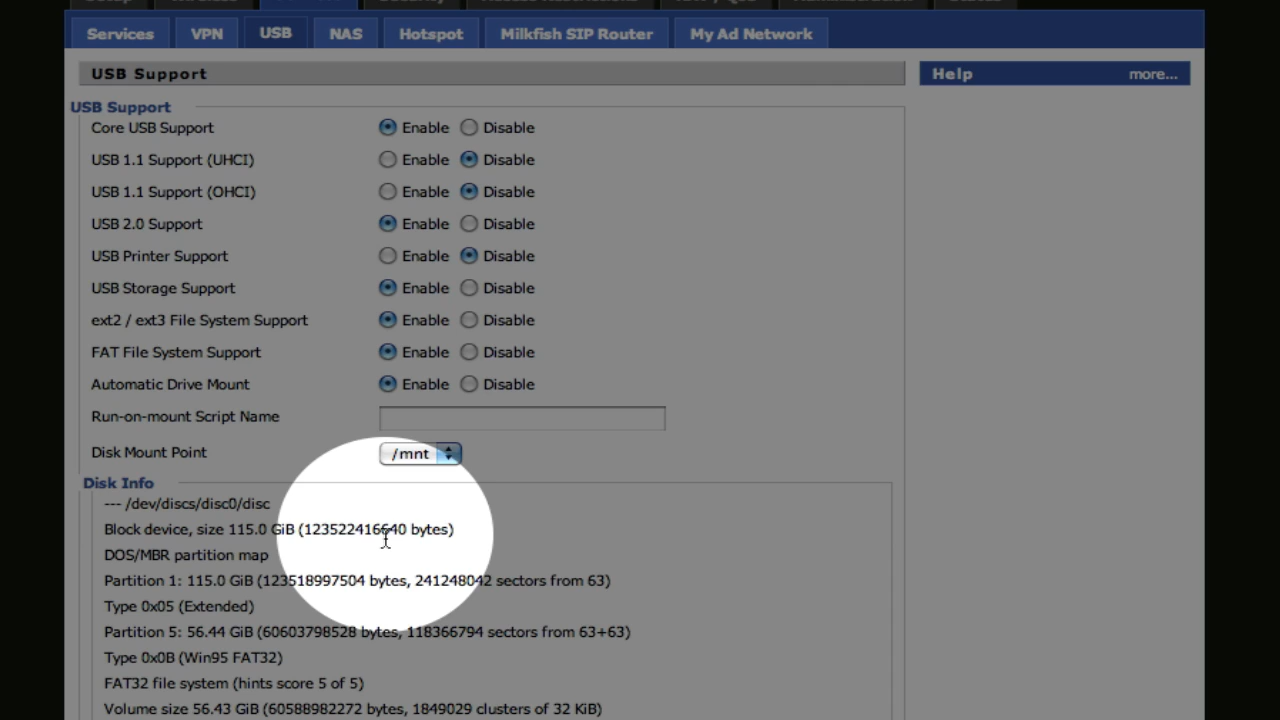 Services VPN USB NAS Hotspot Milkfish SIP Router My Ad Network
USB Support
Help more...
USB Support
Core USB Support Enable Disable
USB 1.1 Support (UHCI) Enable Disable
USB 1.1 Support (OHCI) Enable Disable
USB 2.0 Support Enable Disable
USB Printer Support Enable Disable
USB Storage Support Enable Disable
ext2 / ext3 File System Support Enable Disable
FAT File System Support Enable Disable
Automatic Drive Mount Enable Disable
Run-on-mount Script Name
Disk Mount Point /mnt
Disk Info
--- /dev/discs/disc0/disc
Block device, size 115.0 GiB (123522416640 bytes)
DOS/MBR partition map
Partition 1: 115.0 GiB (123518997504 bytes, 241248042 sectors from 63)
Type 0x05 (Extended)
Partition 5: 56.44 GiB (60603798528 bytes, 118366794 sectors from 63+63)
Type 0x0B (Win95 FAT32)
FAT32 file system (hints score 5 of 5)
Volume size 56.43 GiB (60588982272 bytes, 1849029 clusters of 32 KiB)